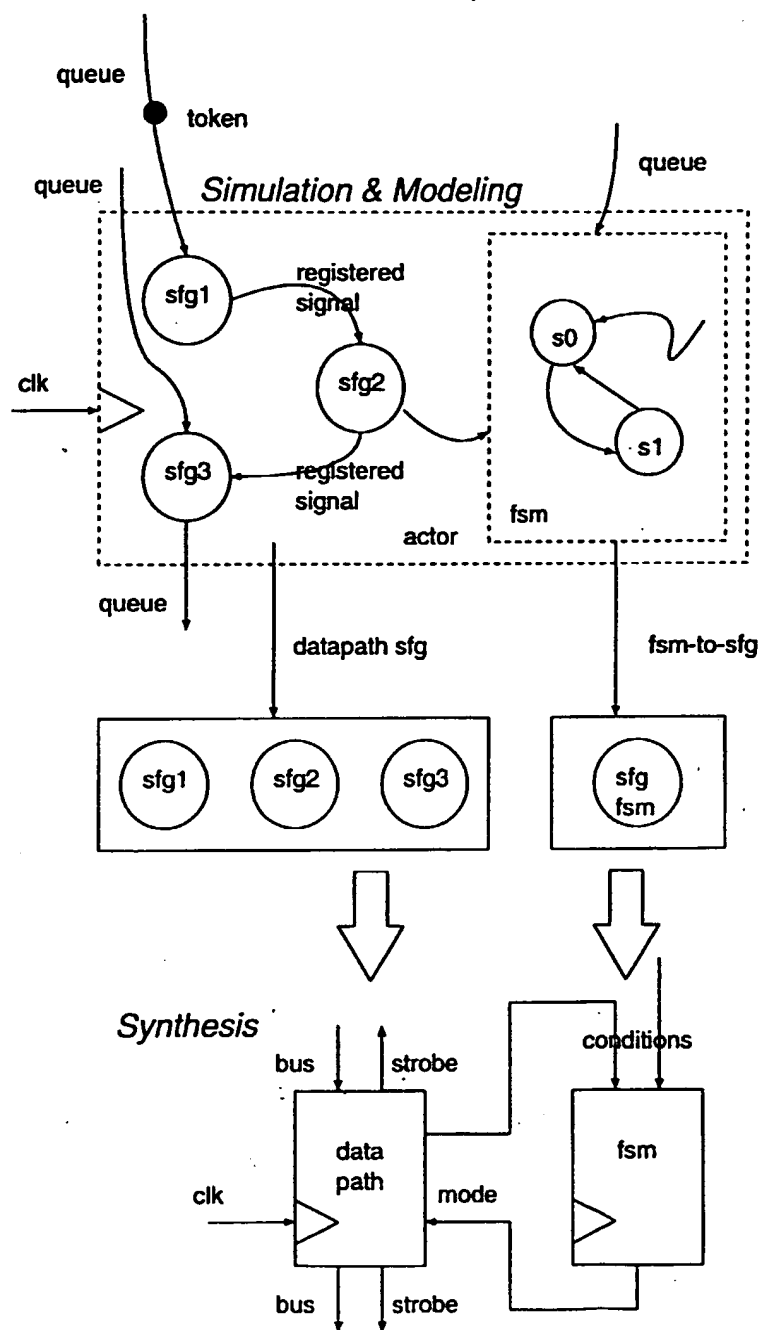 queue
token
queue
Simulation & Modeling
queue
sfg1
registered
signal
s0
clk
sfg2
s1
sfg3
registered
signal
fsm
actor
queue
datapath sfg
fsm-to-sfg
sfg1
sfg2
sfg3
sfg
fsm
Synthesis
conditions
bus
strobe
data
path
fsm
clk
mode
bus
strobe